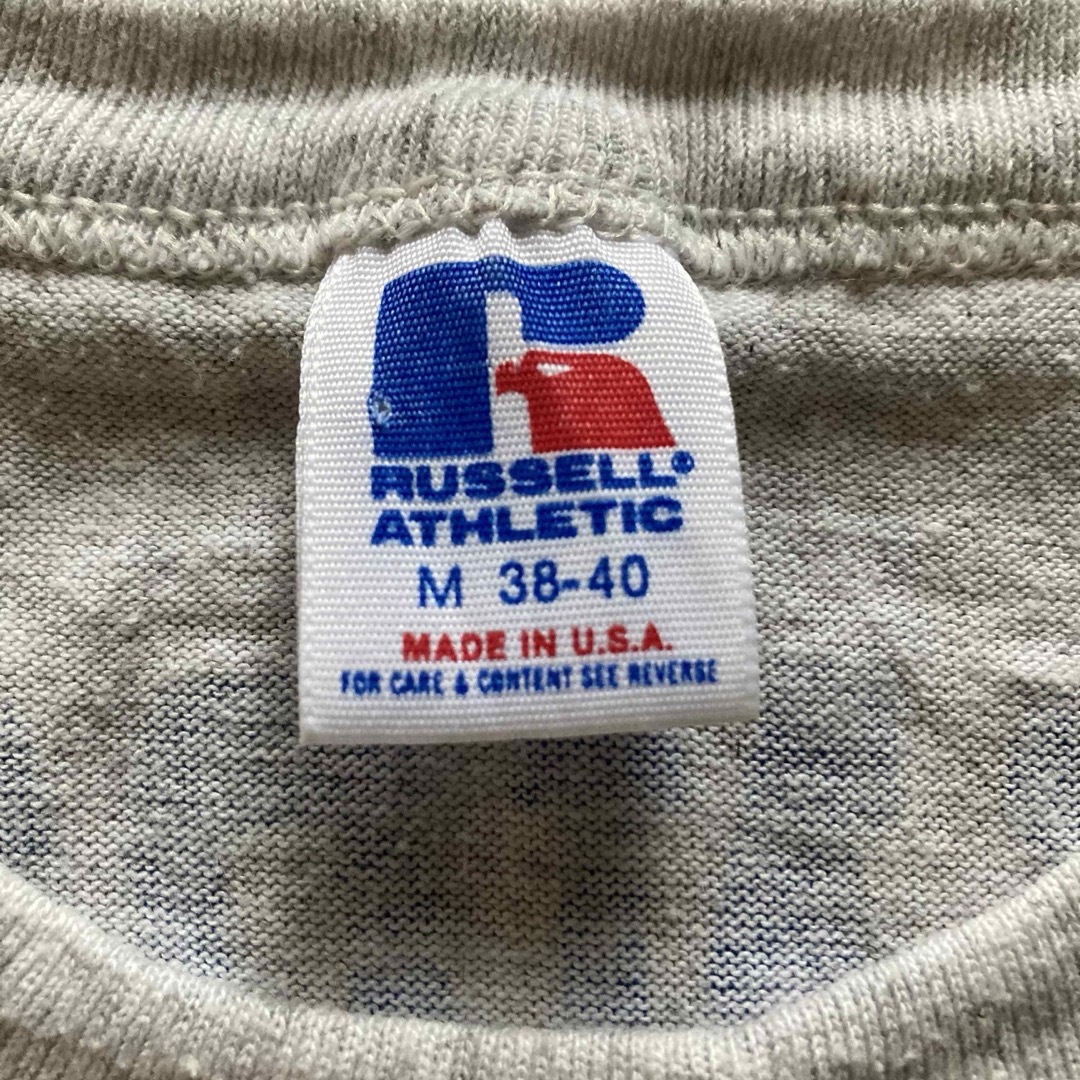 R
RUSSELL®
ATHLETIC
M 38-40
MADE IN U.S.A.
FOR CARE & CONTENT SEE REVERSE